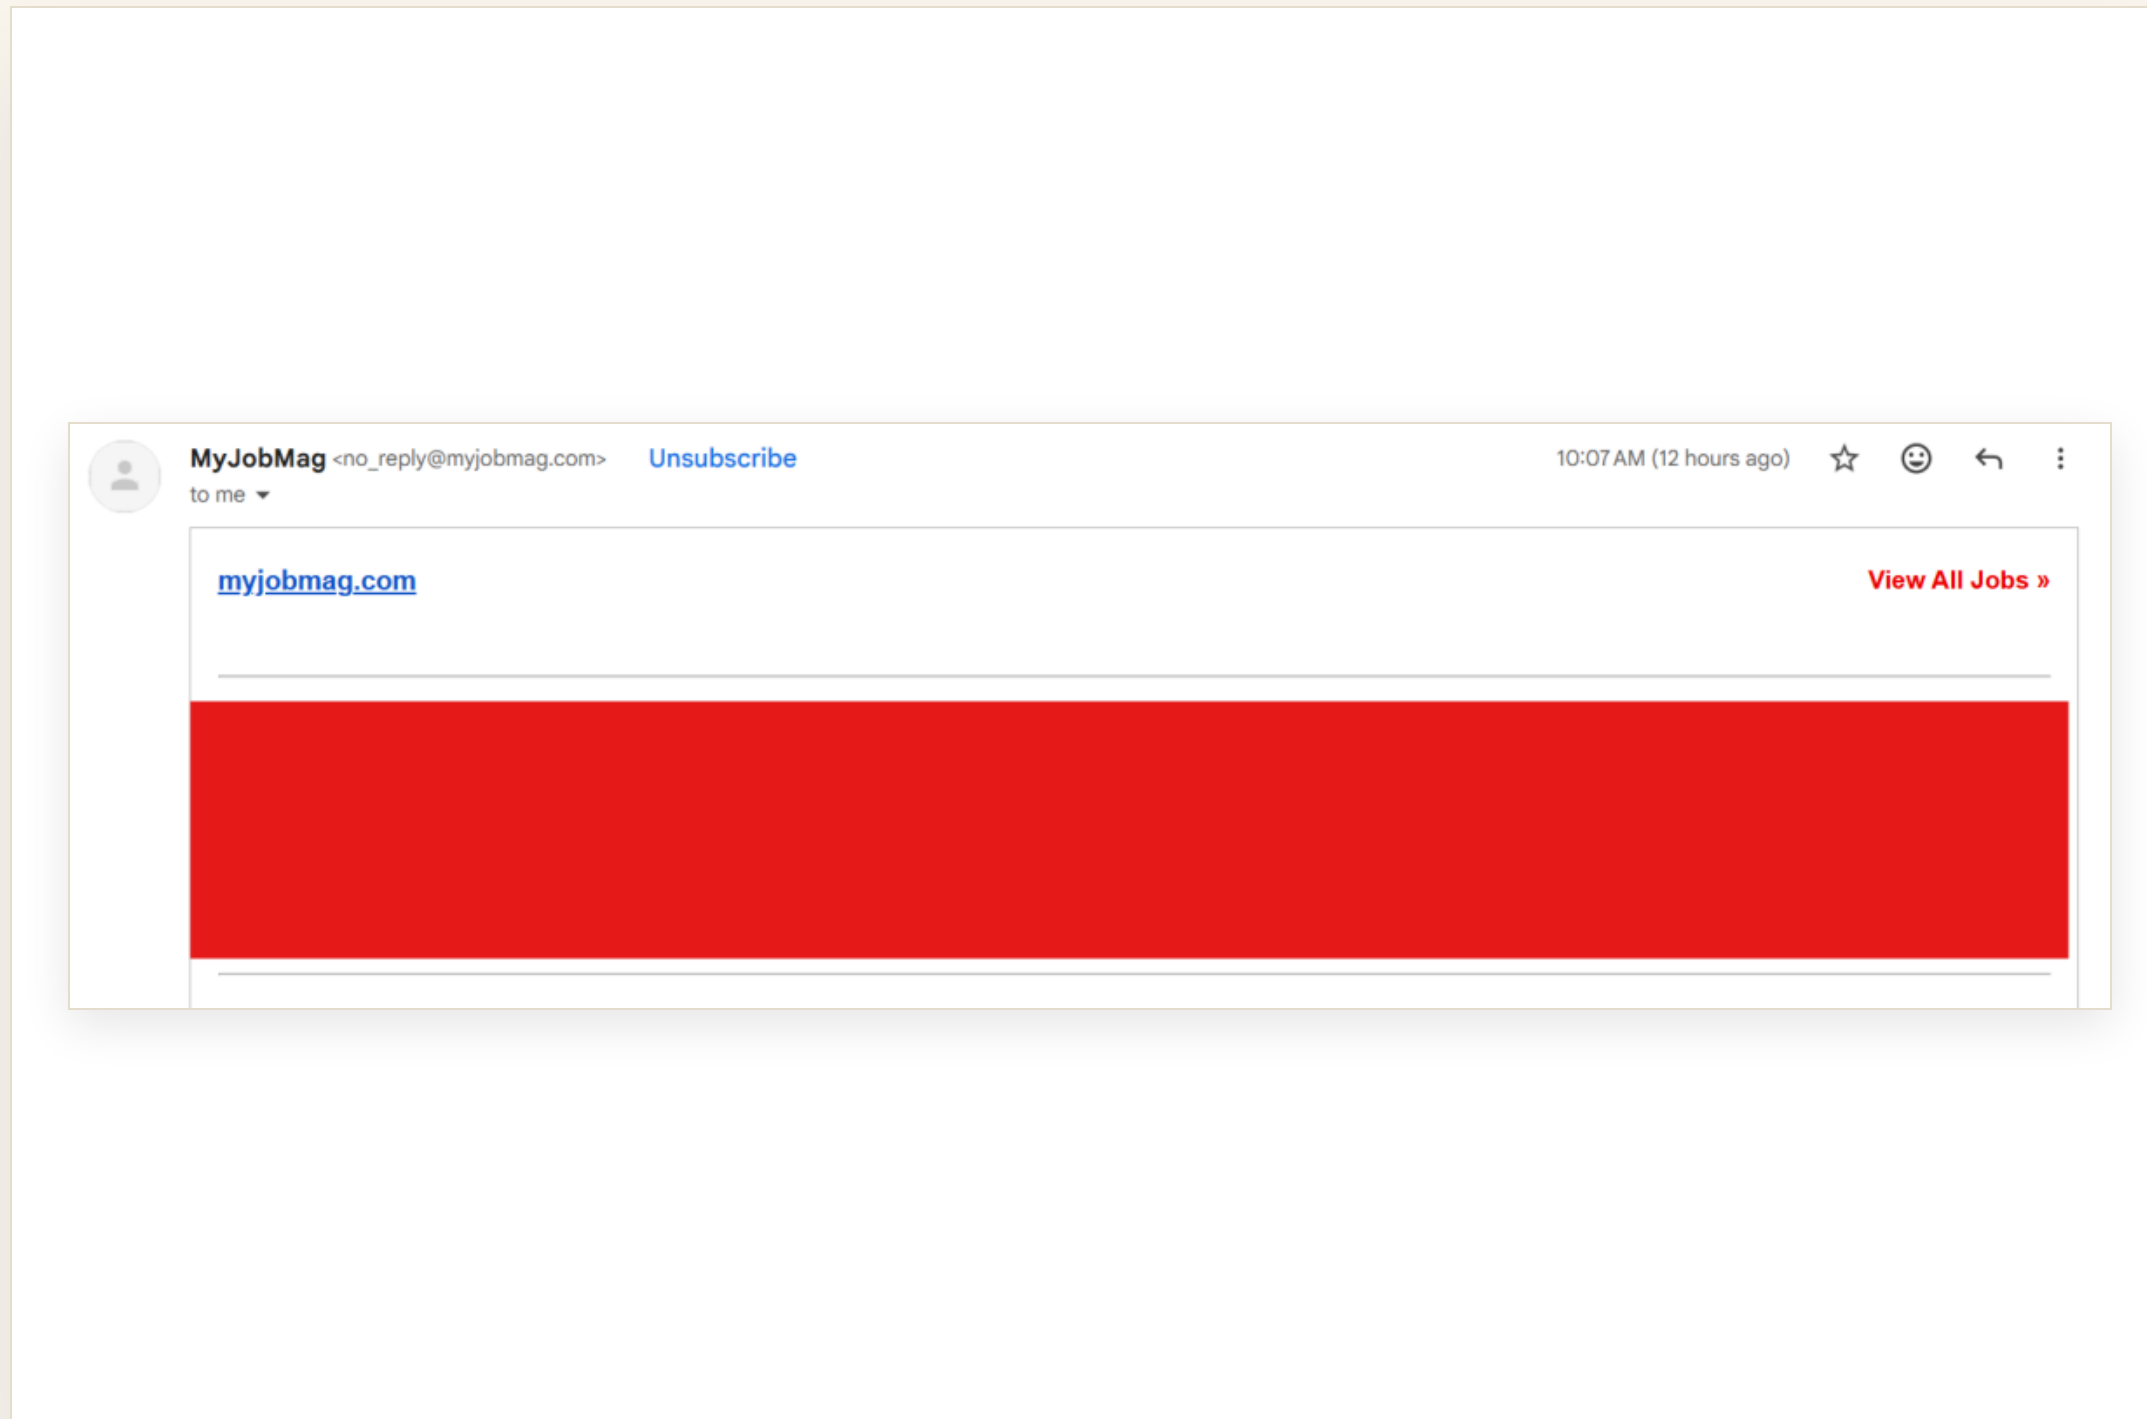 MyJobMag <no_reply@myjobmag.com> Unsubscribe 10:07 AM (12 hours ago)
to me
myjobmag.com View All Jobs »